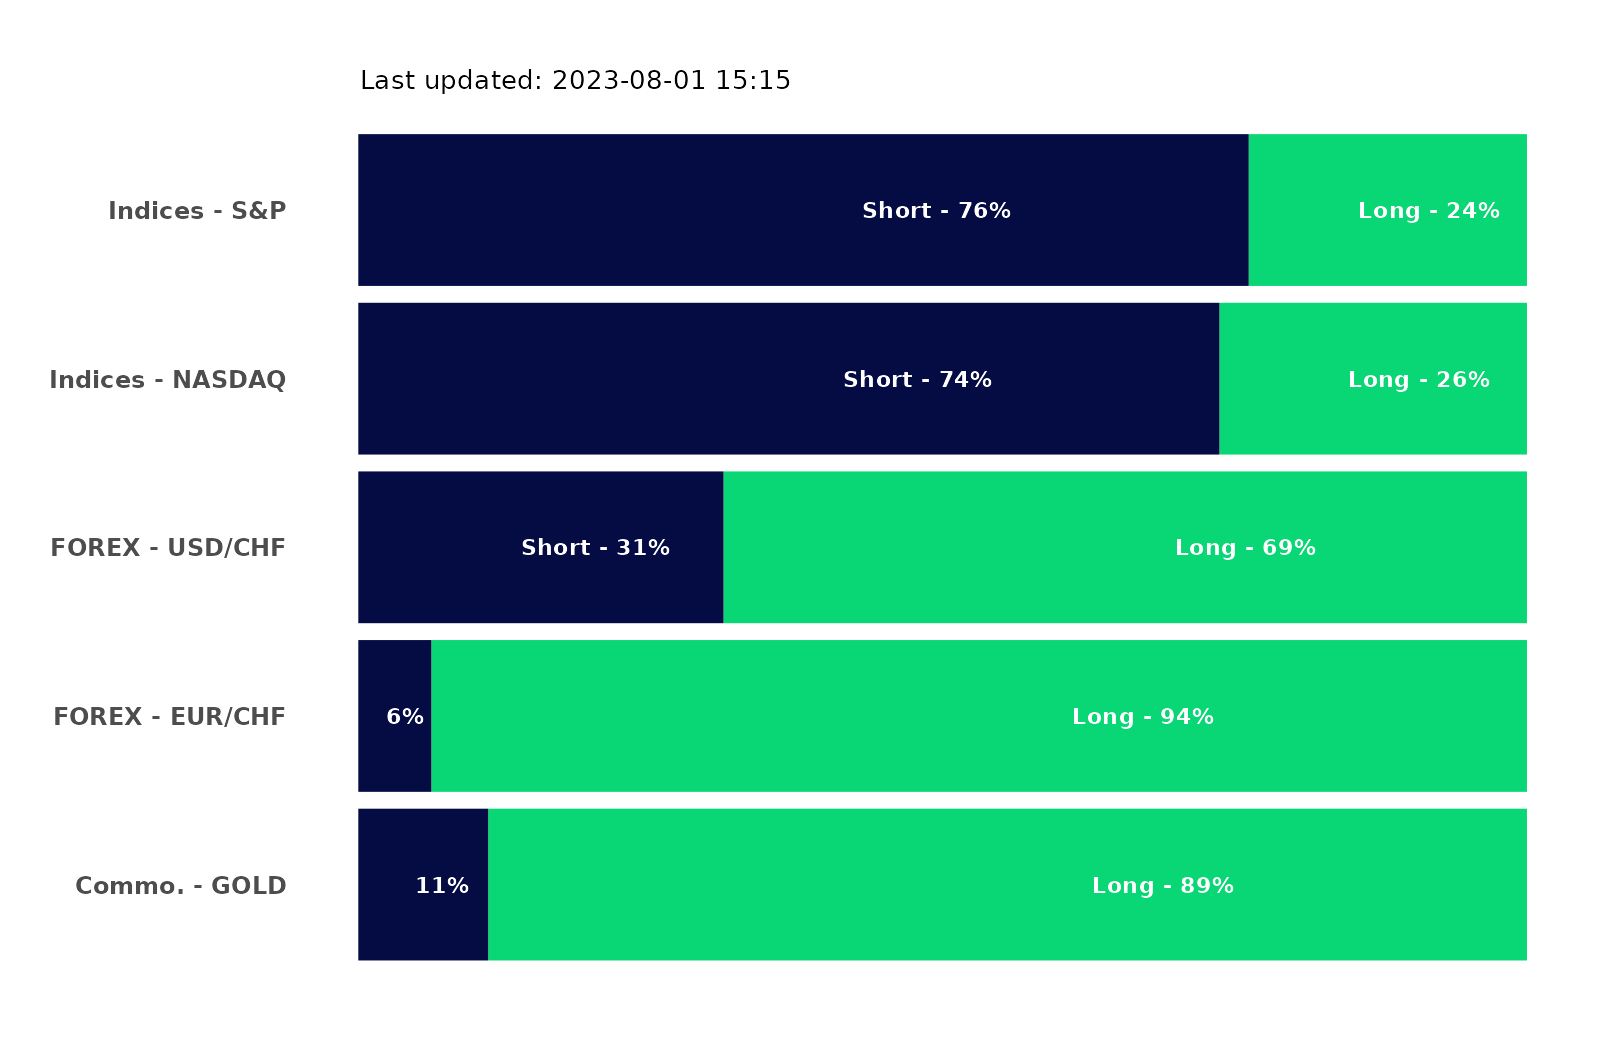 Last updated: 2023-08-01 15:15
Indices - S&P Short - 76% Long - 24%
Indices - NASDAQ Short - 74% Long - 26%
FOREX - USD/CHF Short - 31% Long - 69%
FOREX - EUR/CHF 6% Long - 94%
Commo. - GOLD 11% Long - 89%